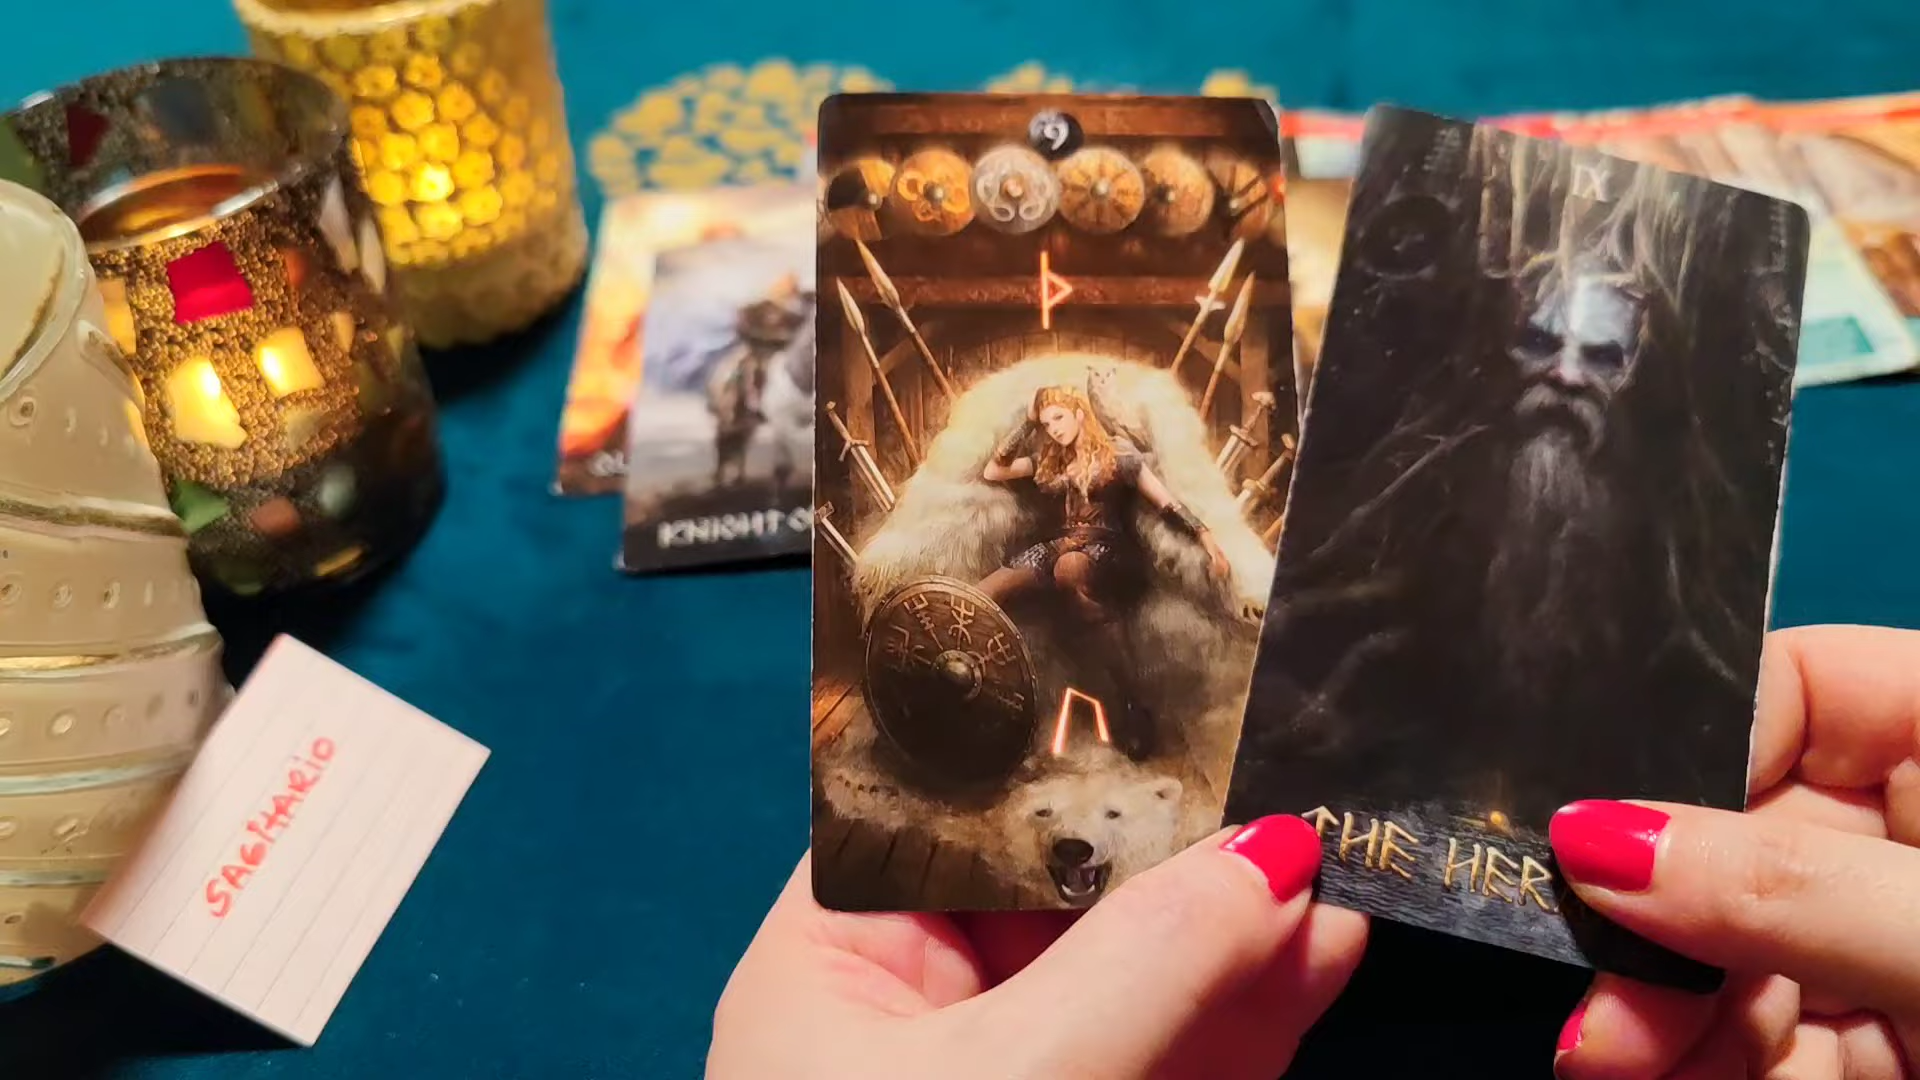 9
IX
KNIGHT O
THE HER
SAGITARIO